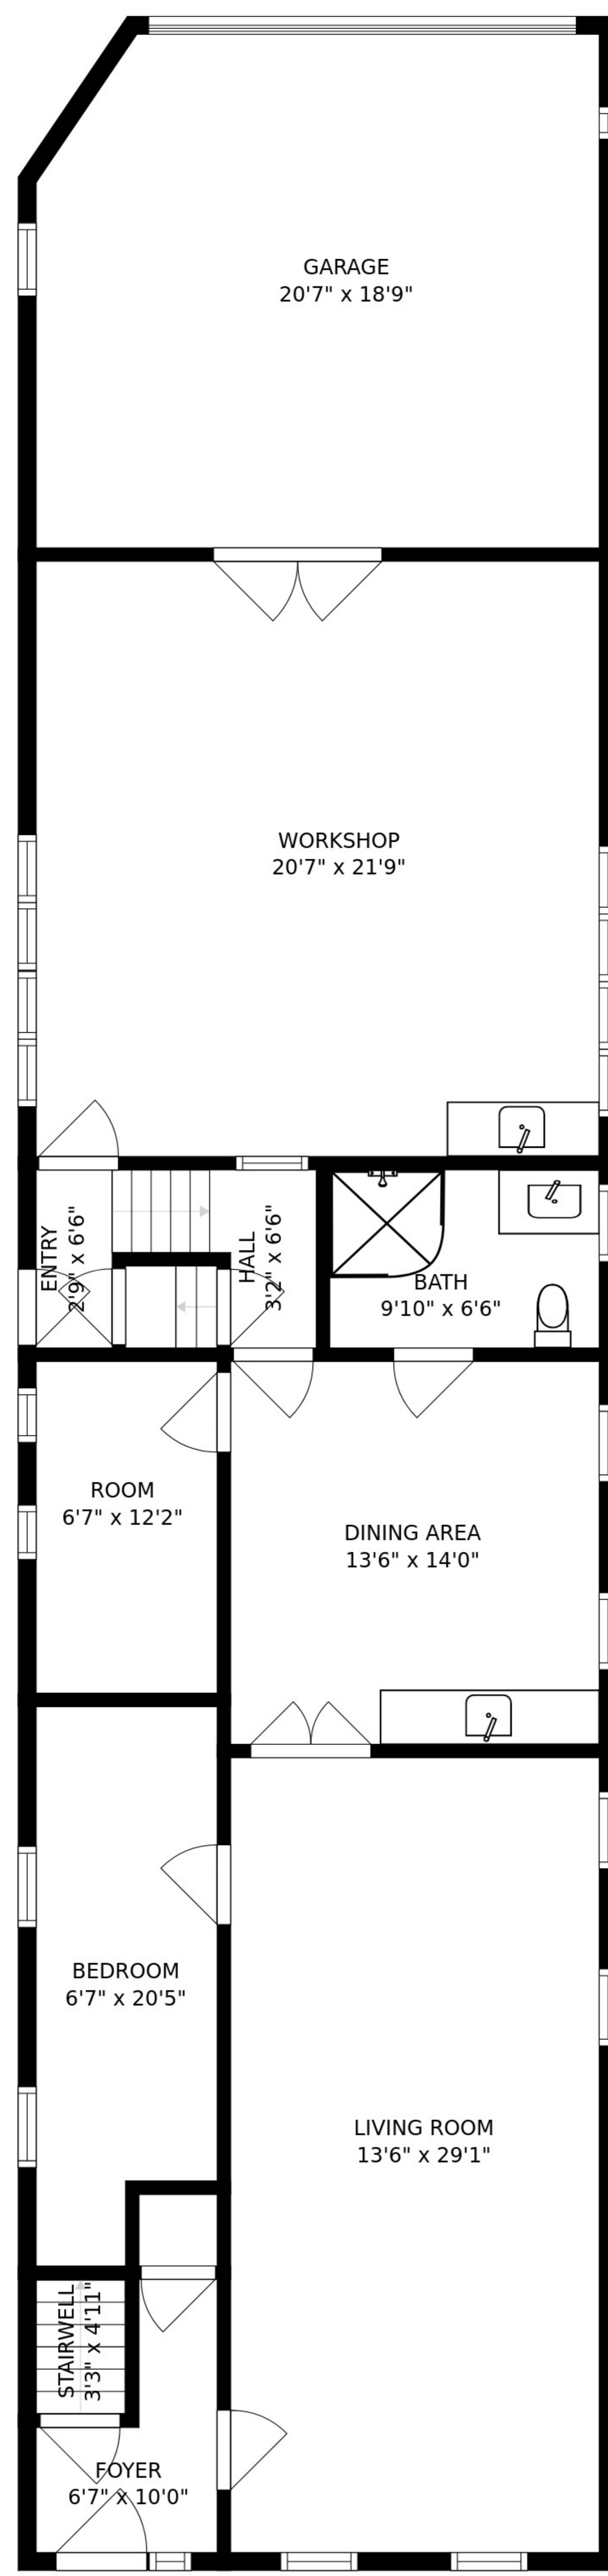 GARAGE
20'7" x 18'9"
WORKSHOP
20'7" x 21'9"
ENTRY
2'9" x 6'6"
HALL
3'2" x 6'6"
BATH
9'10" x 6'6"
ROOM
6'7" x 12'2"
DINING AREA
13'6" x 14'0"
BEDROOM
6'7" x 20'5"
LIVING ROOM
13'6" x 29'1"
STAIRWELL
3'3" x 4'11"
FOYER
6'7" x 10'0"